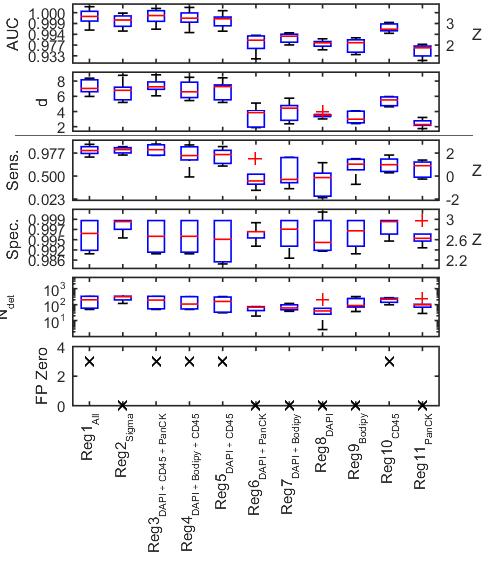 AUC
1.000
0.999
0.994
0.977
0.933
3
2
Z
d
8
6
4
2
Sens.
0.977
0.500
0.023
2
0
-2
Z
Spec.
0.999
0.997
0.995
0.992
0.986
3
2.6
2.2
Z
N_del
10^3
10^2
10^1
FP Zero
4
2
0
Reg1_All
Reg2_Sigma
Reg3_DAPI + CD45 + PanCK
Reg4_DAPI + Bodipy + CD45
Reg5_DAPI + CD45
Reg6_DAPI + PanCK
Reg7_DAPI + Bodipy
Reg8_DAPI
Reg9_Bodipy
Reg10_CD45
Reg11_PanCK